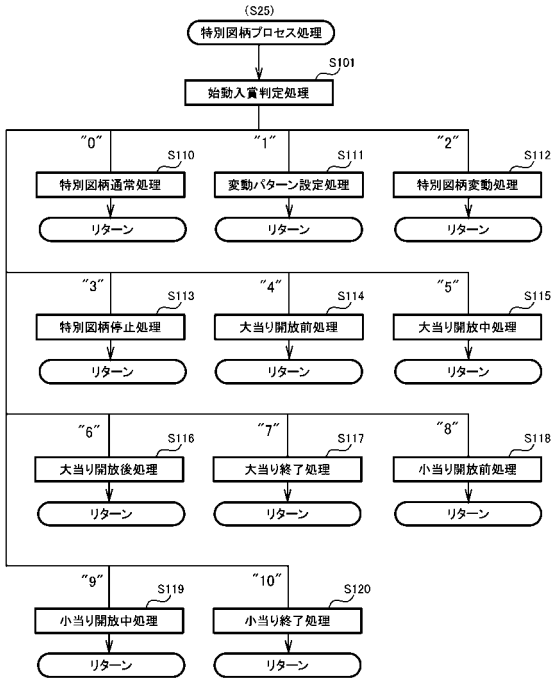 (S25)
特別図柄プロセス処理
S101
始動入賞判定処理
"0"
"1"
"2"
S110
S111
S112
特別図柄通常処理
変動パターン設定処理
特別図柄変動処理
リターン
リターン
リターン
"3"
"4"
"5"
S113
S114
S115
特別図柄停止処理
大当り開放前処理
大当り開放中処理
リターン
リターン
リターン
"6"
"7"
"8"
S116
S117
S118
大当り開放後処理
大当り終了処理
小当り開放前処理
リターン
リターン
リターン
"9"
"10"
S119
S120
小当り開放中処理
小当り終了処理
リターン
リターン